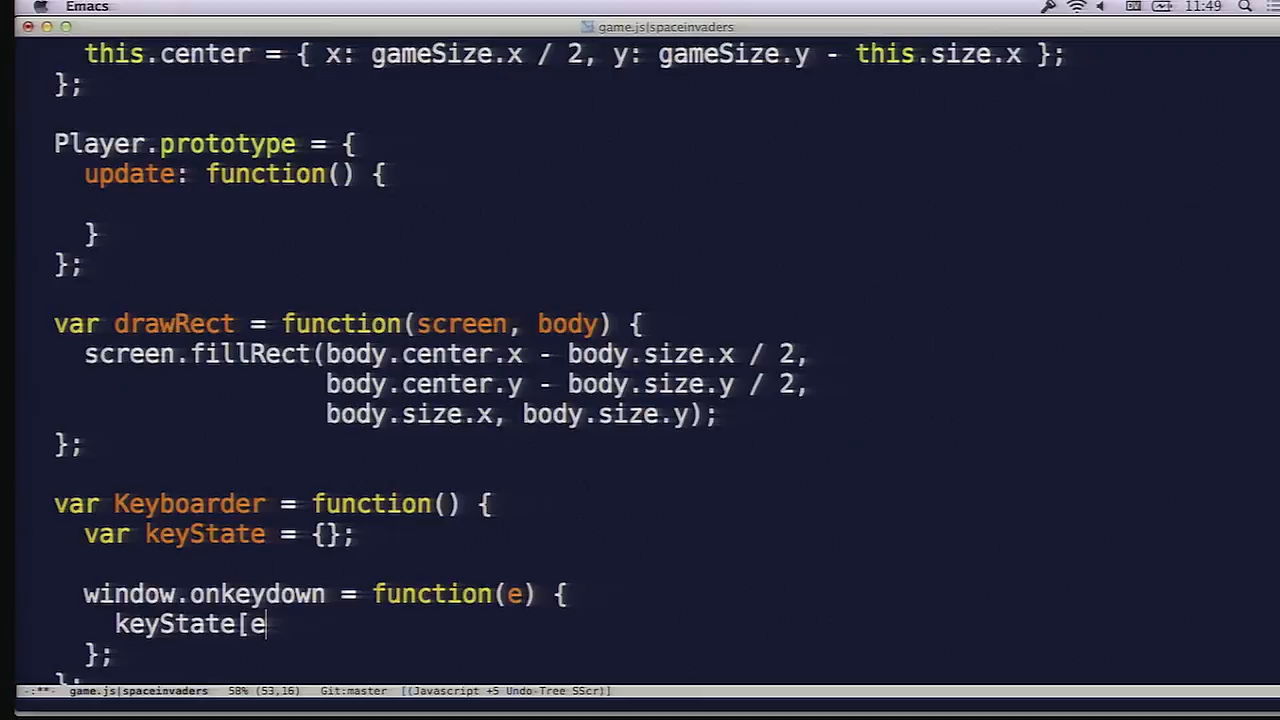 Emacs 11:49
game.js|spaceinvaders
this.center = { x: gameSize.x / 2, y: gameSize.y - this.size.x };
};
Player.prototype = {
update: function() {
}
};
var drawRect = function(screen, body) {
screen.fillRect(body.center.x - body.size.x / 2,
body.center.y - body.size.y / 2,
body.size.x, body.size.y);
};
var Keyboarder = function() {
var keyState = {};
window.onkeydown = function(e) {
keyState[e
};
};
-:**- game.js|spaceinvaders 58% (53,16) Git:master [(Javascript +5 Undo-Tree SScr)]